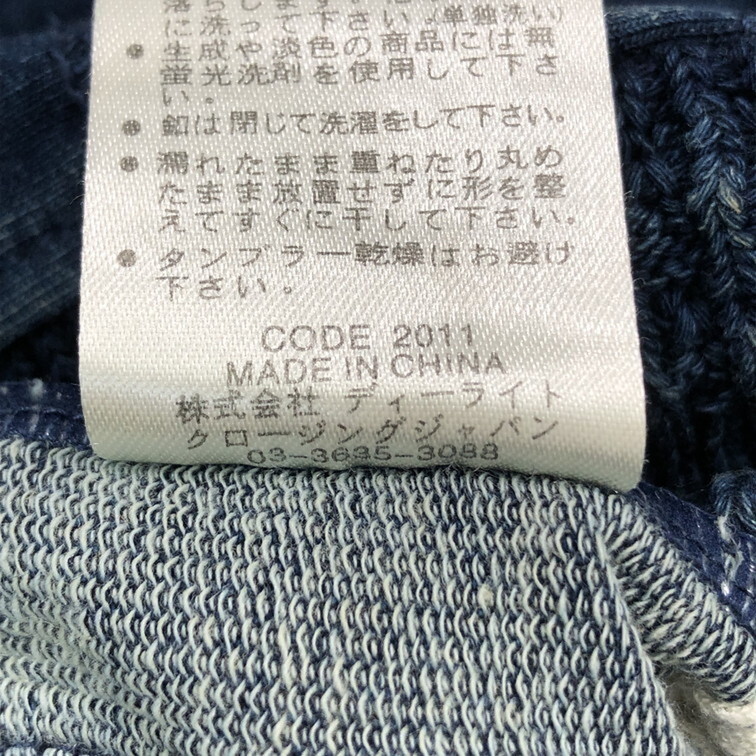 まで下さい。(単独洗い)
● 生成や淡色の商品には無
蛍光洗剤を使用して下さ
い。
● 釦は閉じて洗濯をして下さい。
● 濡れたまま重ねたり丸め
たまま放置せずに形を整
えてすぐに干して下さい。
● タンブラー乾燥はお避け
下さい。
CODE 2011
MADE IN CHINA
株式会社 ディーライト
クロージングジャパン
03-3635-3088